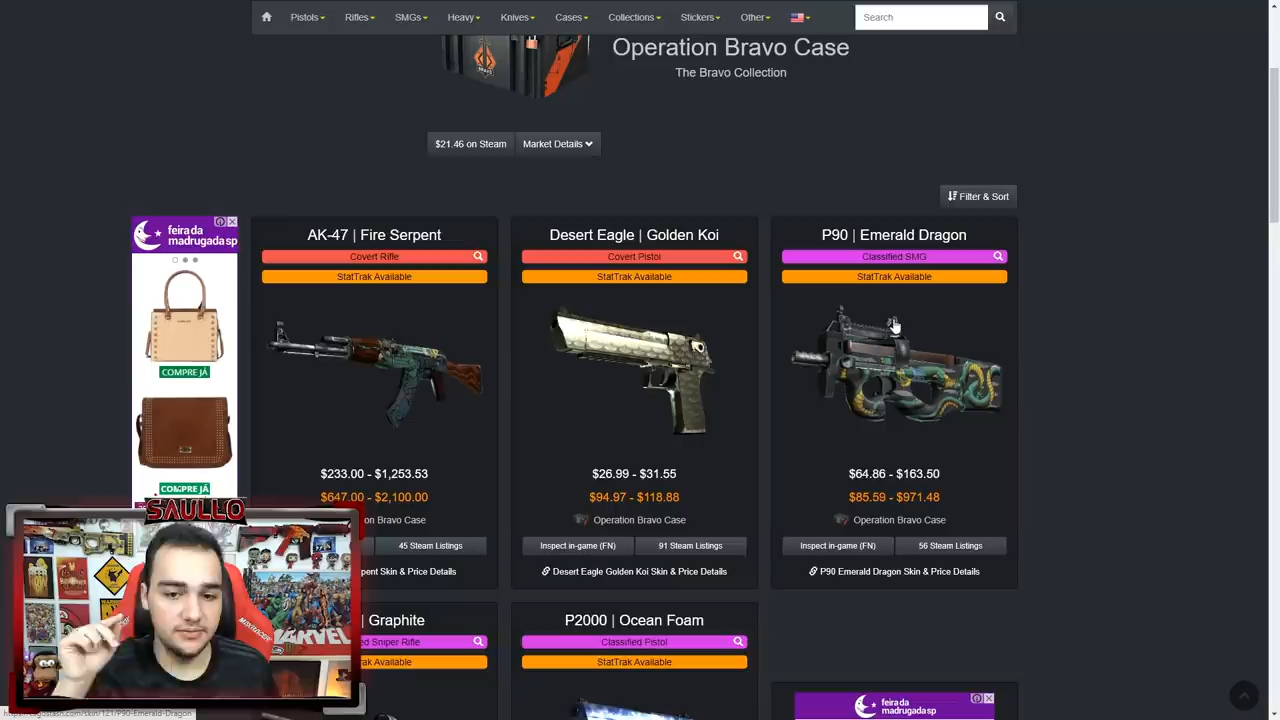 Pistols
Rifles
SMGs
Heavy
Knives
Cases
Collections
Stickers
Other
Search
Operation Bravo Case
The Bravo Collection
$21.46 on Steam
Market Details
Filter & Sort
feira da
madrugadasp
COMPRE JÁ
COMPRE JÁ
AK-47 | Fire Serpent
Covert Rifle
StatTrak Available
$233.00 - $1,253.53
$647.00 - $2,100.00
on Bravo Case
45 Steam Listings
pent Skin & Price Details
Desert Eagle | Golden Koi
Covert Pistol
StatTrak Available
$26.99 - $31.55
$94.97 - $118.88
Operation Bravo Case
Inspect in-game (FN)
91 Steam Listings
Desert Eagle Golden Koi Skin & Price Details
P90 | Emerald Dragon
Classified SMG
StatTrak Available
$64.86 - $163.50
$85.59 - $971.48
Operation Bravo Case
Inspect in-game (FN)
56 Steam Listings
P90 Emerald Dragon Skin & Price Details
| Graphite
ed Sniper Rifle
ak Available
P2000 | Ocean Foam
Classified Pistol
StatTrak Available
feira da
madrugadasp
SAULLO
MARVEL
MAXRACER